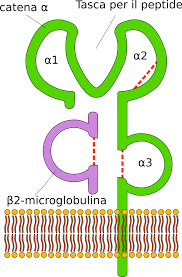 catena α
Tasca per il peptide
α1
α2
α3
β2-microglobulina